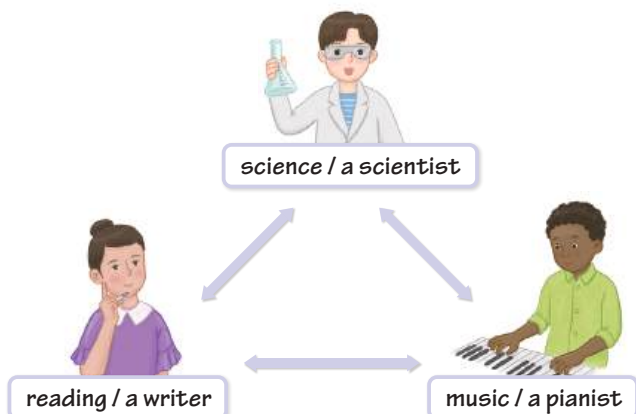 science / a scientist
reading / a writer
music / a pianist